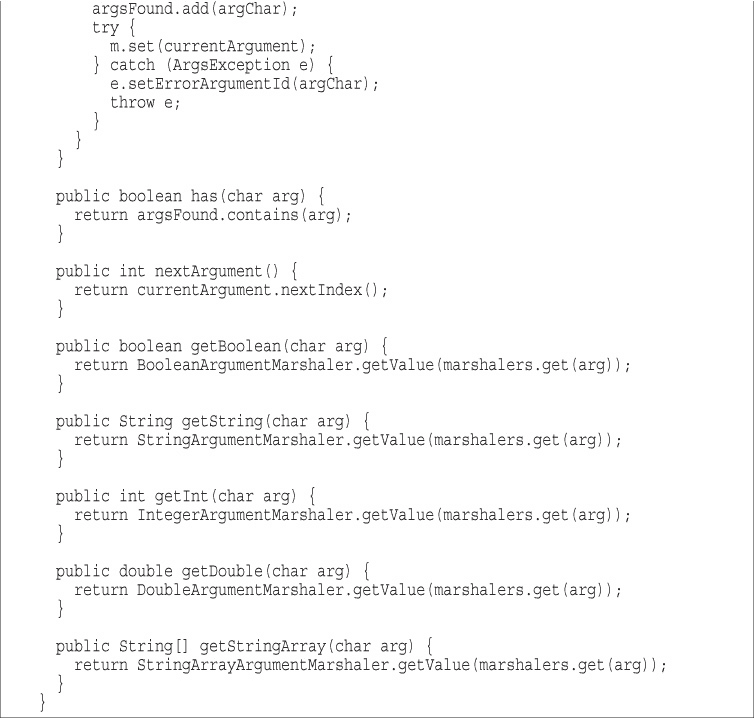 argsFound.add(argChar);
try {
m.set(currentArgument);
} catch (ArgsException e) {
e.setErrorArgumentId(argChar);
throw e;
}
}
}
public boolean has(char arg) {
return argsFound.contains(arg);
}
public int nextArgument() {
return currentArgument.nextIndex();
}
public boolean getBoolean(char arg) {
return BooleanArgumentMarshaler.getValue(marshalers.get(arg));
}
public String getString(char arg) {
return StringArgumentMarshaler.getValue(marshalers.get(arg));
}
public int getInt(char arg) {
return IntegerArgumentMarshaler.getValue(marshalers.get(arg));
}
public double getDouble(char arg) {
return DoubleArgumentMarshaler.getValue(marshalers.get(arg));
}
public String[] getStringArray(char arg) {
return StringArrayArgumentMarshaler.getValue(marshalers.get(arg));
}
}